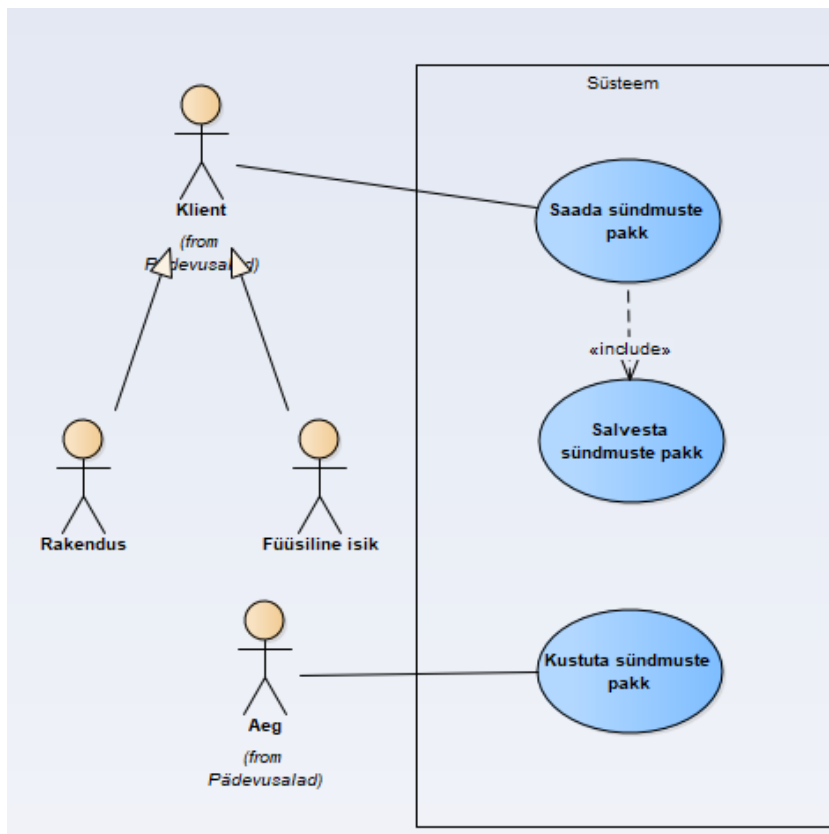 Süsteem
Klient
(from
Pädevusalad)
Saada sündmuste
pakk
«include»
Salvesta
sündmuste pakk
Rakendus
Füüsiline isik
Kustuta sündmuste
pakk
Aeg
(from
Pädevusalad)